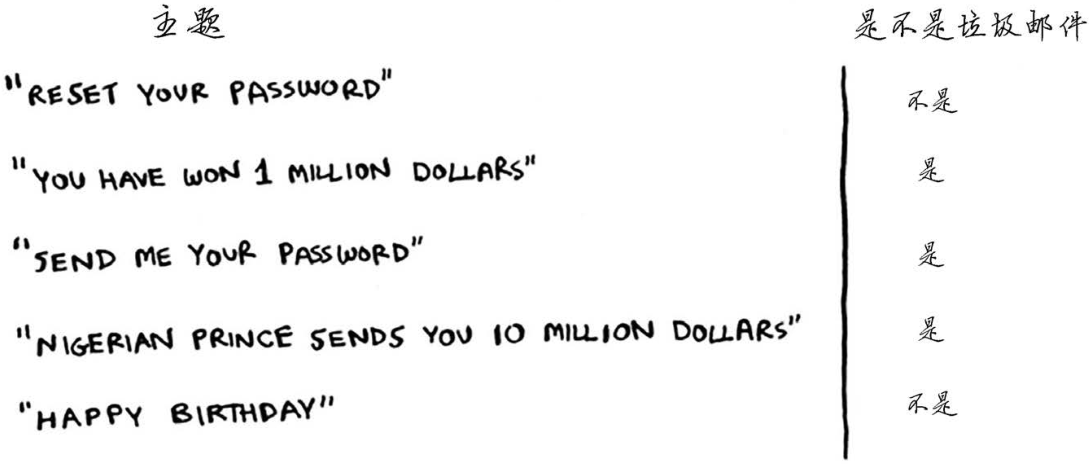 主题 是不是垃圾邮件
"RESET YOUR PASSWORD" 不是
"YOU HAVE WON 1 MILLION DOLLARS" 是
"SEND ME YOUR PASSWORD" 是
"NIGERIAN PRINCE SENDS YOU 10 MILLION DOLLARS" 是
"HAPPY BIRTHDAY" 不是